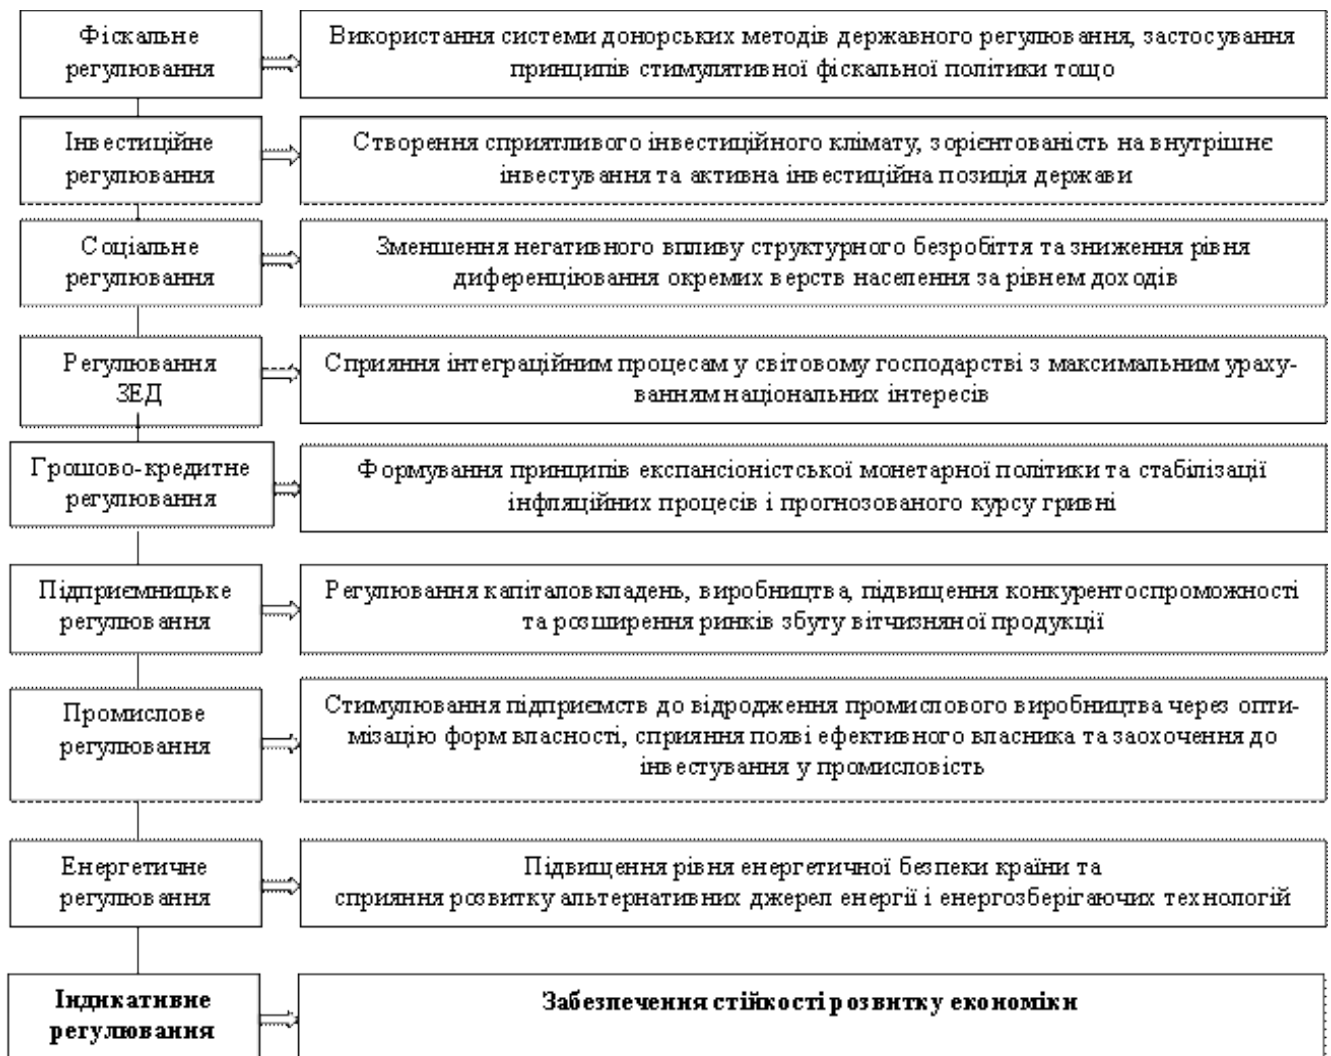 Фіскальне
регулювання
Використання системи донорських методів державного регулювання, застосування
принципів стимулятивної фіскальної політики тощо
Інвестиційне
регулювання
Створення сприятливого інвестиційного клімату, зорієнтованість на внутрішнє
інвестування та активна інвестиційна позиція держави
Соціальне
регулювання
Зменшення негативного впливу структурного безробіття та зниження рівня
диференціювання окремих верств населення за рівнем доходів
Регулювання
ЗЕД
Сприяння інтеграційним процесам у світовому господарстві з максимальним ураху-
ванням національних інтересів
Грошово-кредитне
регулювання
Формування принципів експансіоністської монетарної політики та стабілізації
інфляційних процесів і прогнозованого курсу гривні
Підприємницьке
регулювання
Регулювання капіталовкладень, виробництва, підвищення конкурентоспроможності
та розширення ринків збуту вітчизняної продукції
Промислове
регулювання
Стимулювання підприємств до відродження промислового виробництва через опти-
мізацію форм власності, сприяння появі ефективного власника та заохочення до
інвестування у промисловість
Енергетичне
регулювання
Підвищення рівня енергетичної безпеки країни та
сприяння розвитку альтернативних джерел енергії і енергозберігаючих технологій
Індикативне
регулювання
Забезпечення стійкості розвитку економіки